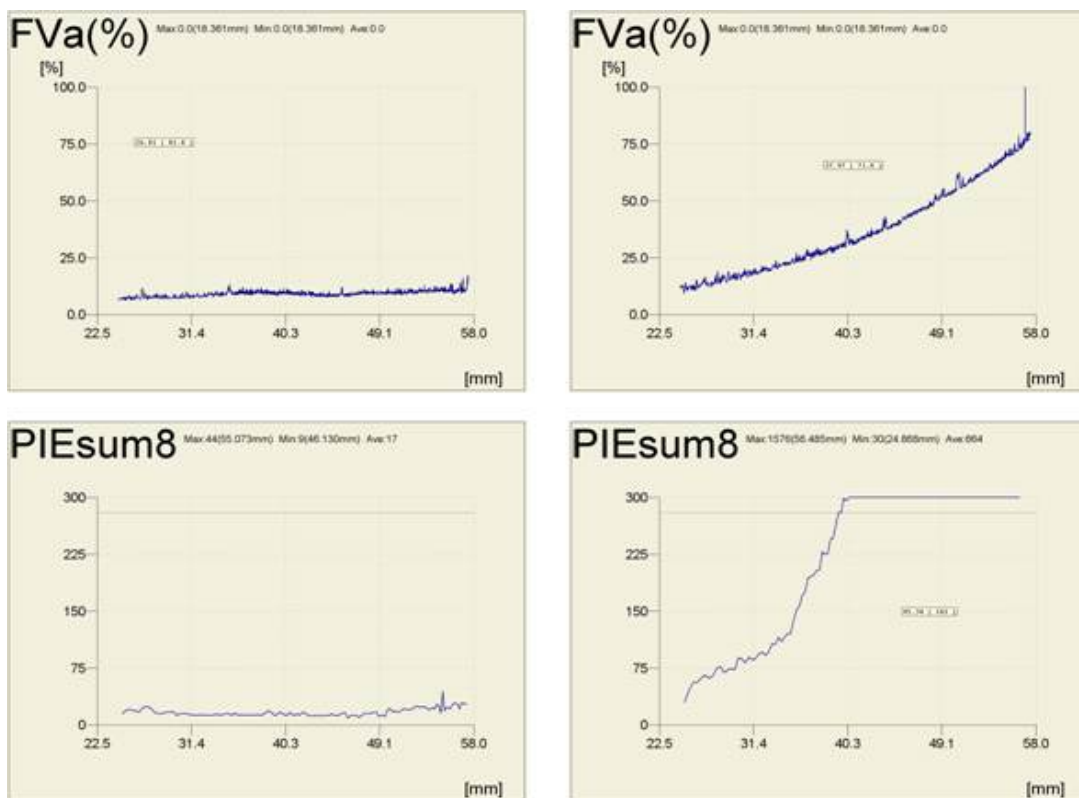 FVa(%) Max:0.0(18.361mm) Min:0.0(18.361mm) Ave:0.0
[%]
100.0
75.0
50.0
25.0
0.0
22.5 31.4 40.3 49.1 58.0
[mm]
FVa(%) Max:0.0(18.361mm) Min:0.0(18.361mm) Ave:0.0
[%]
100.0
75.0
50.0
25.0
0.0
22.5 31.4 40.3 49.1 58.0
[mm]
PIEsum8 Max:44(55.073mm) Min:9(46.130mm) Ave:17
300
225
150
75
0
22.5 31.4 40.3 49.1 58.0
[mm]
PIEsum8 Max:1576(56.485mm) Min:30(24.868mm) Ave:664
300
225
150
75
0
22.5 31.4 40.3 49.1 58.0
[mm]